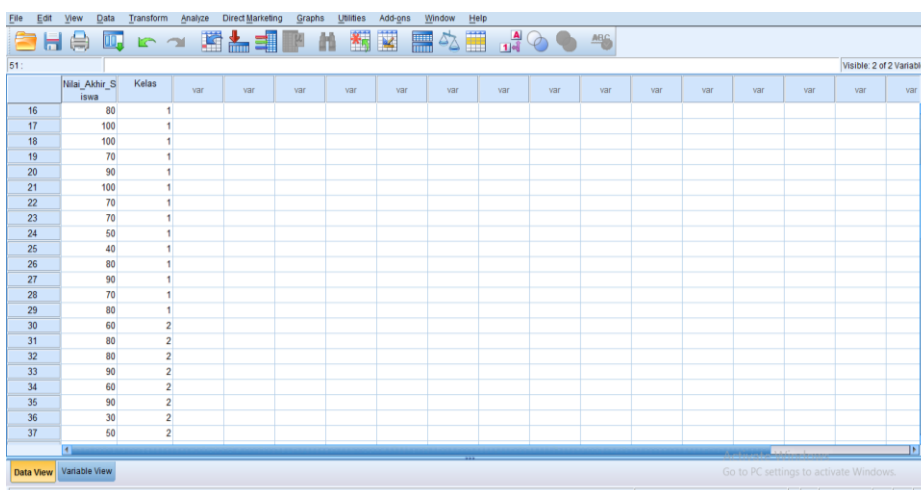 File Edit View Data Transform Analyze Direct Marketing Graphs Utilities Add-ons Window Help
51 :
Visible: 2 of 2 Variabl
Nilai_Akhir_S
iswa Kelas var var var var var var var var var var var var var var var
16 80 1
17 100 1
18 100 1
19 70 1
20 90 1
21 100 1
22 70 1
23 70 1
24 50 1
25 40 1
26 80 1
27 90 1
28 70 1
29 80 1
30 60 2
31 80 2
32 80 2
33 90 2
34 60 2
35 90 2
36 30 2
37 50 2
Data View Variable View
Go to PC settings to activate Windows.